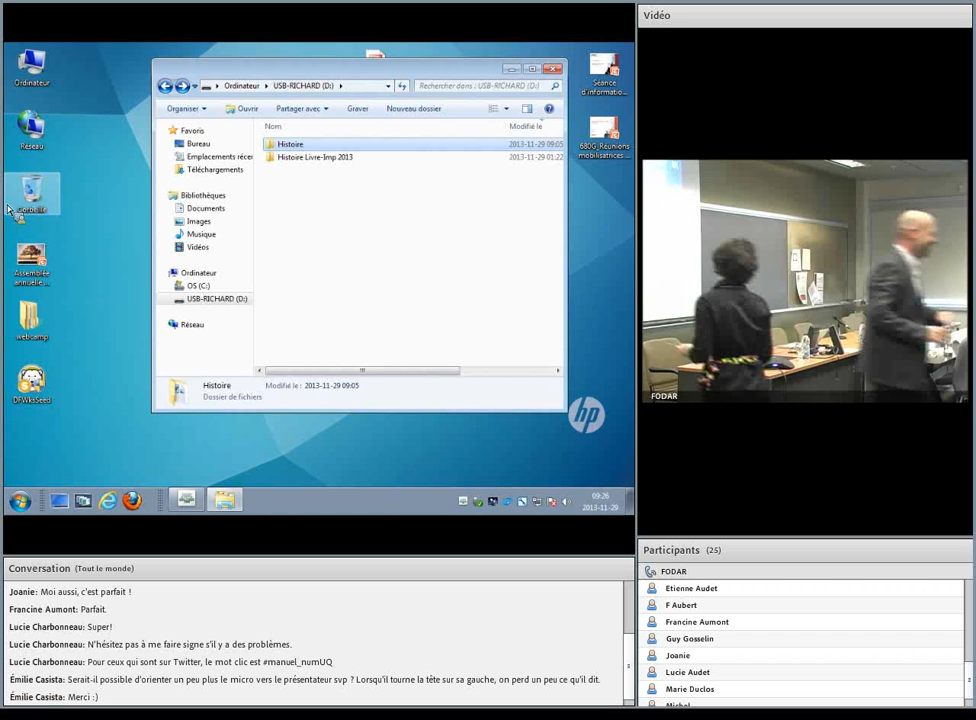 Vidéo
Ordinateur
Réseau
Corbeille
Assemblée
annuelle ...
webcamp
DFWksSeed
Ordinateur
USB-RICHARD (D:)
Rechercher dans : USB-RICHARD (D:)
Organiser
Ouvrir
Partager avec
Graver
Nouveau dossier
Favoris
Bureau
Emplacements récen
Téléchargements
Bibliothèques
Documents
Images
Musique
Vidéos
Ordinateur
OS (C:)
USB-RICHARD (D:)
Réseau
Nom
Modifié le
Histoire
2013-11-29 09:05
Histoire Livre-Imp 2013
2013-11-29 01:22
Histoire
Modifié le : 2013-11-29 09:05
Dossier de fichiers
Séance
d'informatio...
680G_Réunions
mobilisatrices ...
hp
09:26
2013-11-29
FODAR
Conversation (Tout le monde)
Joanie: Moi aussi, c'est parfait !
Francine Aumont: Parfait.
Lucie Charbonneau: Super!
Lucie Charbonneau: N'hésitez pas à me faire signe s'il y a des problèmes.
Lucie Charbonneau: Pour ceux qui sont sur Twitter, le mot clic est #manuel_numUQ
Émilie Casista: Serait-il possible d'orienter un peu plus le micro vers le présentateur svp ? Lorsqu'il tourne la tête sur sa gauche, on perd un peu ce qu'il dit.
Émilie Casista: Merci :)
Participants (25)
FODAR
Etienne Audet
F Aubert
Francine Aumont
Guy Gosselin
Joanie
Lucie Audet
Marie Duclos
Michel